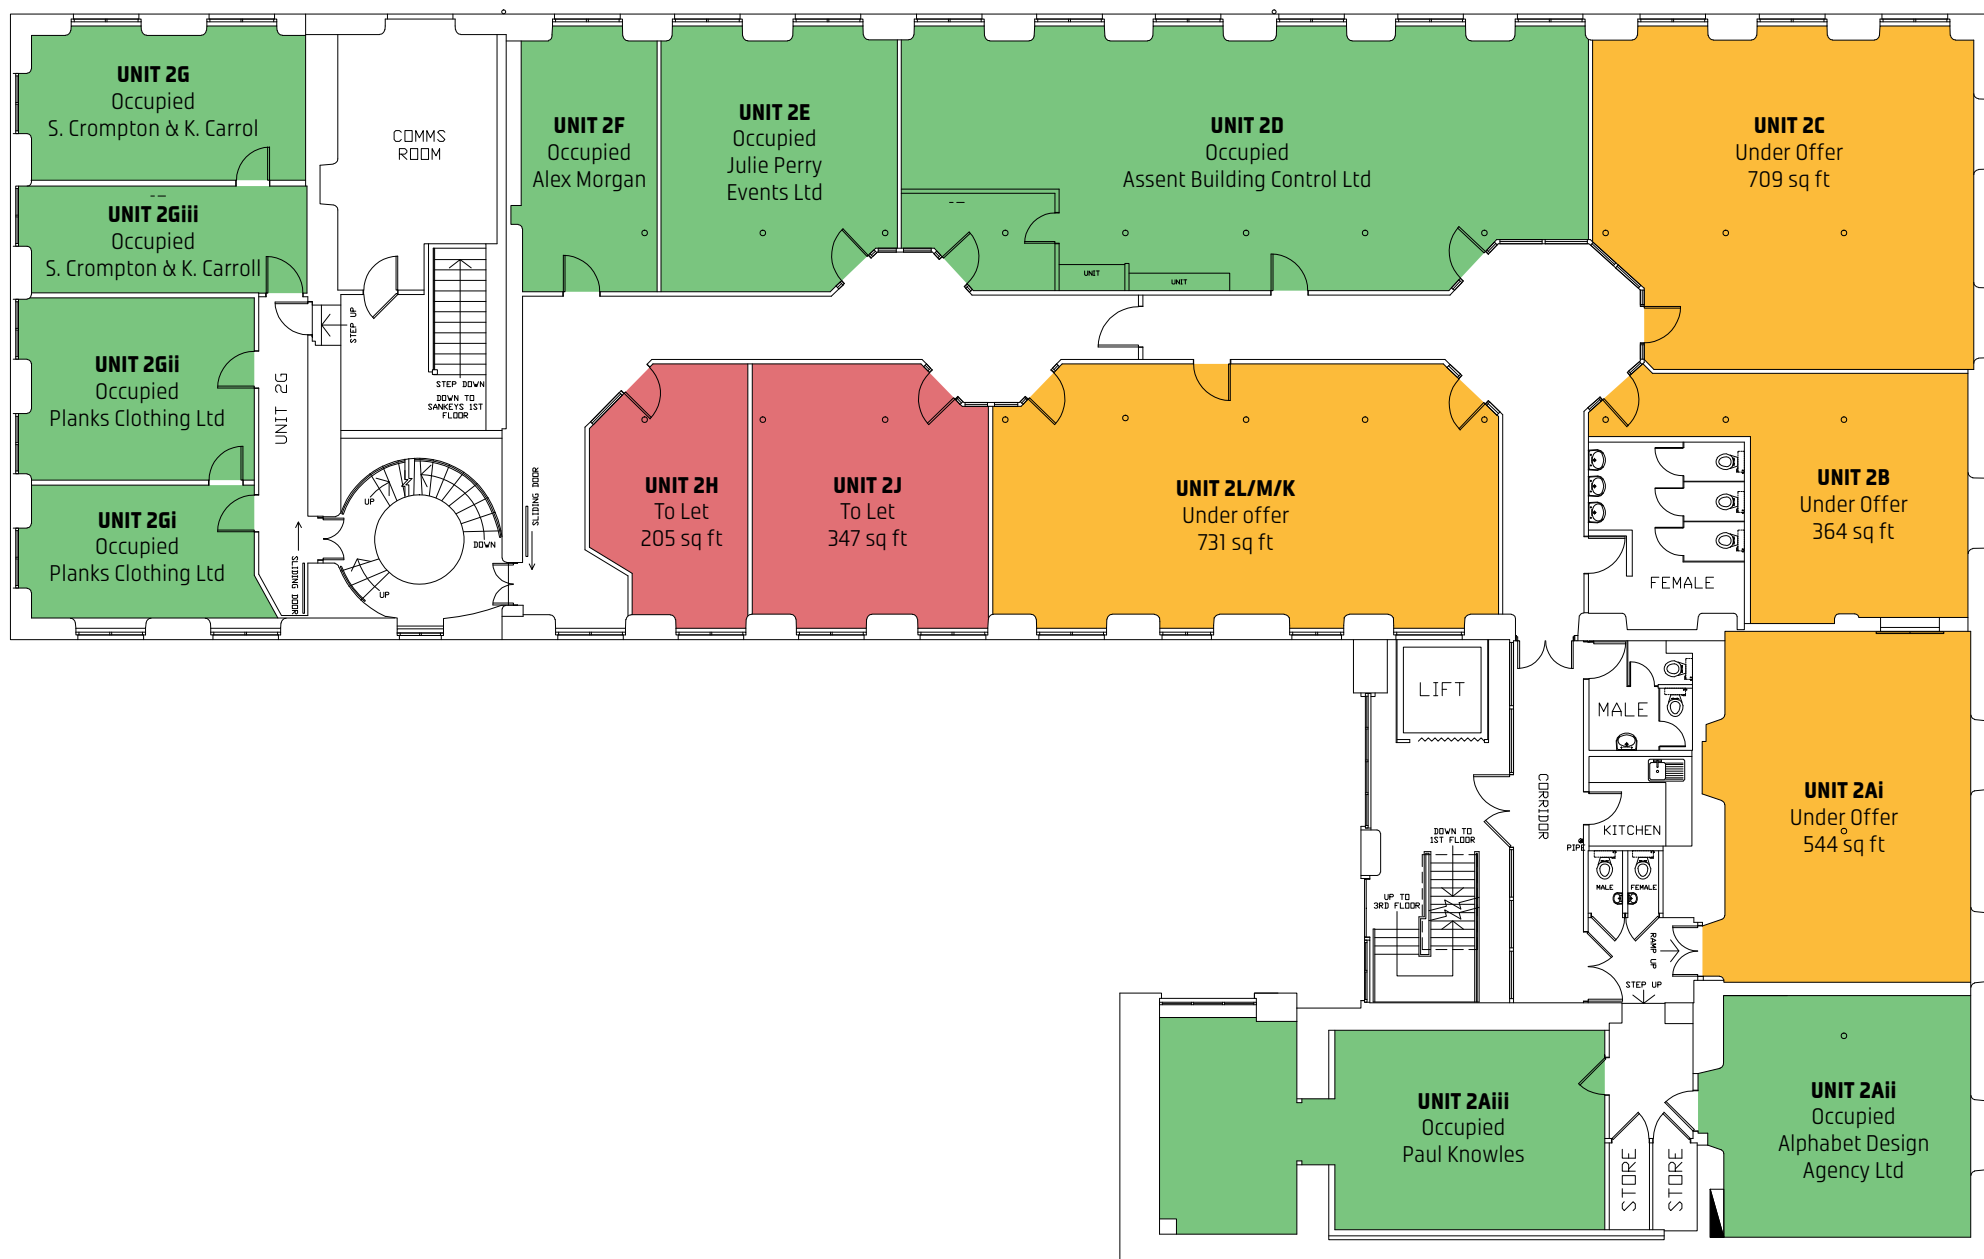 UNIT 2G
Occupied
S. Crompton & K. Carrol
COMMS
ROOM
UNIT 2F
Occupied
Alex Morgan
UNIT 2E
Occupied
Julie Perry
Events Ltd
UNIT 2D
Occupied
Assent Building Control Ltd
UNIT
UNIT
UNIT 2C
Under Offer
709 sq ft
UNIT 2Giii
Occupied
S. Crompton & K. Carroll
STEP UP
STEP DOWN
DOWN TO
SANKEYS 1ST
FLOOR
UNIT 2Gii
Occupied
Planks Clothing Ltd
UNIT 2G
UNIT 2Gi
Occupied
Planks Clothing Ltd
SLIDING DOOR
UP
DOWN
UP
SLIDING DOOR
UNIT 2H
To Let
205 sq ft
UNIT 2J
To Let
347 sq ft
UNIT 2L/M/K
Under offer
731 sq ft
UNIT 2B
Under Offer
364 sq ft
FEMALE
LIFT
MALE
CORRIDOR
KITCHEN
PIPE
MALE
FEMALE
DOWN TO
1ST FLOOR
UP TO
3RD FLOOR
RAMP UP
STEP UP
UNIT 2Ai
Under Offer
544 sq ft
UNIT 2Aiii
Occupied
Paul Knowles
STORE
STORE
UNIT 2Aii
Occupied
Alphabet Design
Agency Ltd